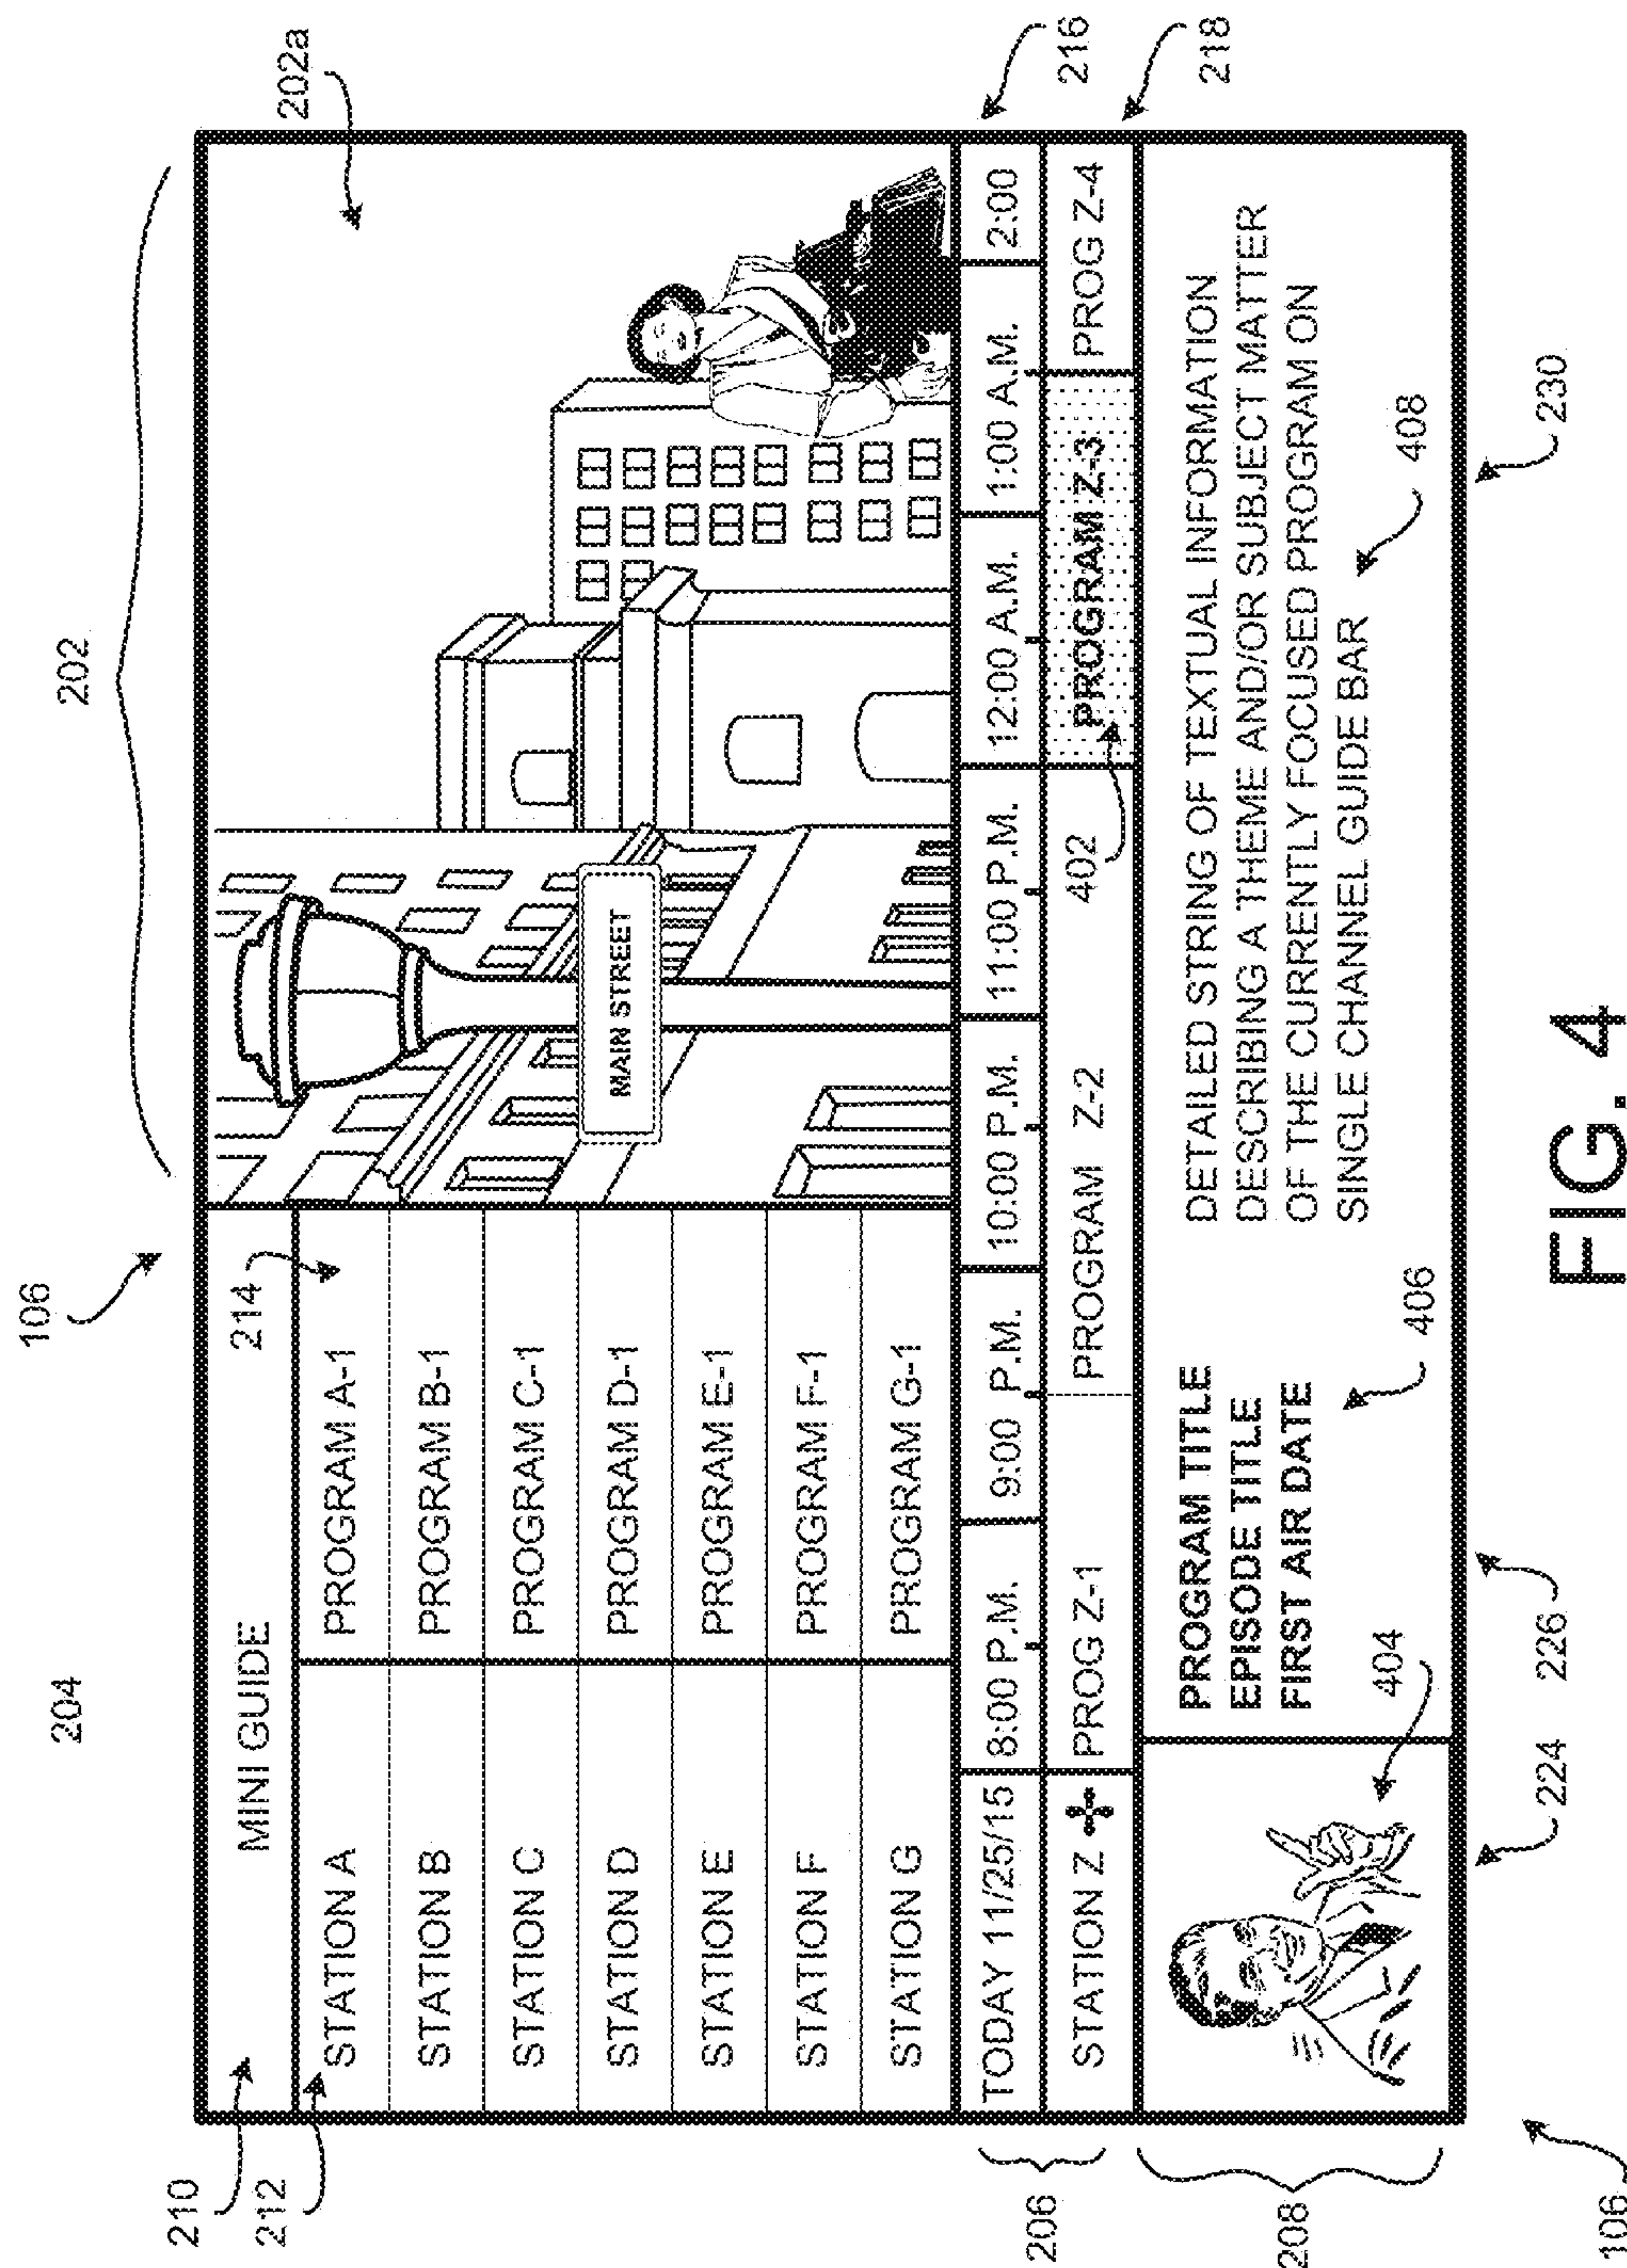 106
204
202
210
MINI GUIDE
214
202a
212
STATION A PROGRAM A-1
STATION B PROGRAM B-1
STATION C PROGRAM C-1
STATION D PROGRAM D-1
STATION E PROGRAM E-1
STATION F PROGRAM F-1
STATION G PROGRAM G-1
MAIN STREET
206
TODAY 11/25/15 8:00 P.M. 9:00 P.M. 10:00 P.M. 11:00 P.M. 12:00 A.M. 1:00 A.M. 2:00
216
STATION Z PROG Z-1 PROGRAM Z-2 402 PROGRAM Z-3 PROG Z-4
218
208
PROGRAM TITLE
EPISODE TITLE
FIRST AIR DATE
DETAILED STRING OF TEXTUAL INFORMATION
DESCRIBING A THEME AND/OR SUBJECT MATTER
OF THE CURRENTLY FOCUSED PROGRAM ON
SINGLE CHANNEL GUIDE BAR
404
406
408
224
226
230
106
FIG. 4